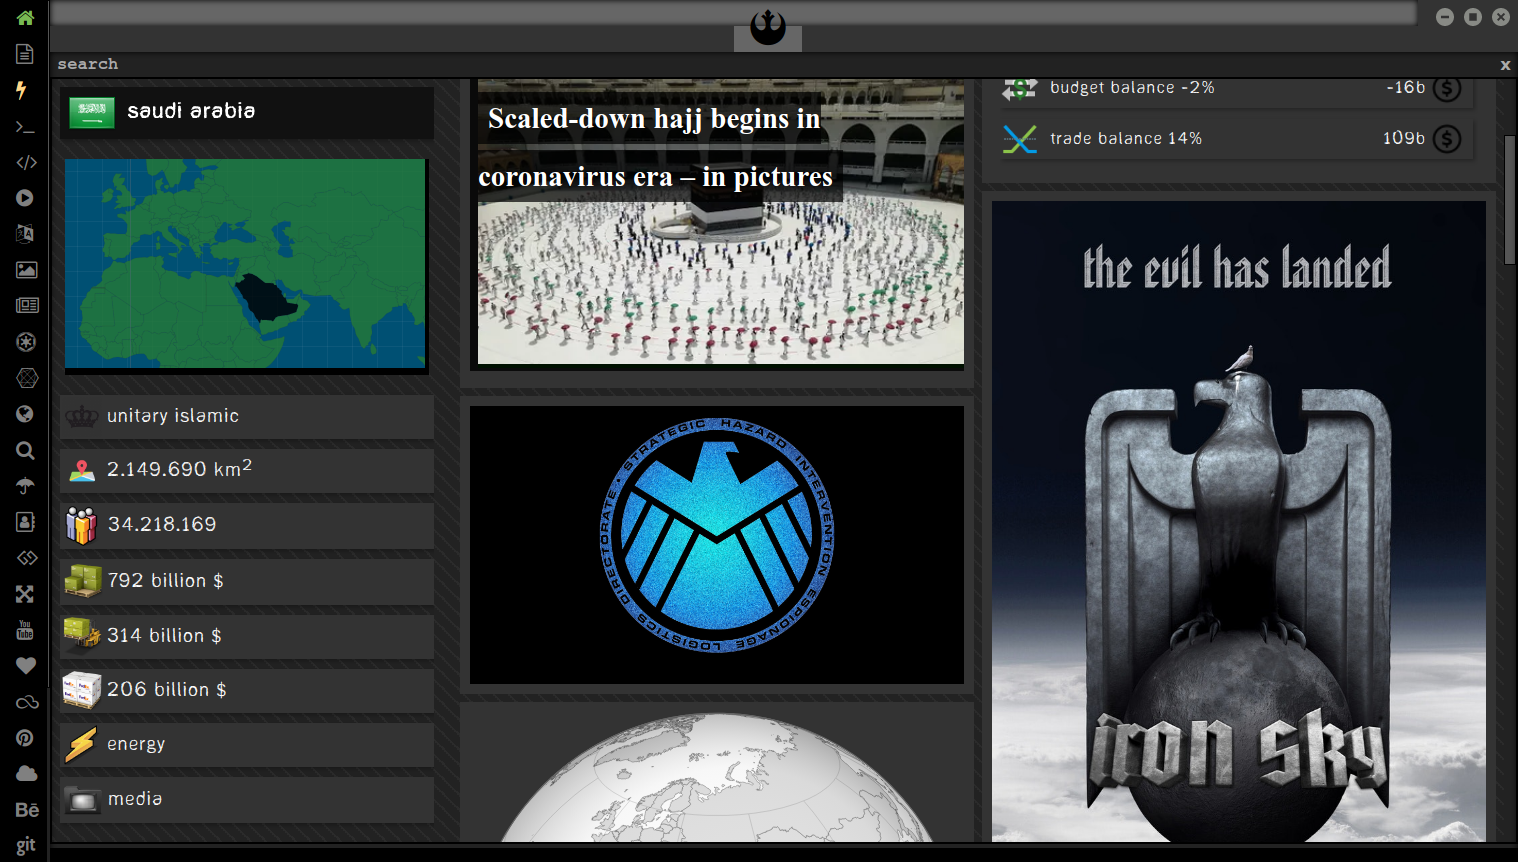 search
x
saudi arabia
unitary islamic
2.149.690 km²
34.218.169
792 billion $
314 billion $
206 billion $
energy
media
Scaled-down hajj begins in
coronavirus era – in pictures
STRATEGIC HAZARD INTERVENTION ESPIONAGE LOGISTICS DIRECTORATE •
budget balance -2% -16b $
trade balance 14% 109b $
the evil has landed
iron sky
You
Tube
Bē
git